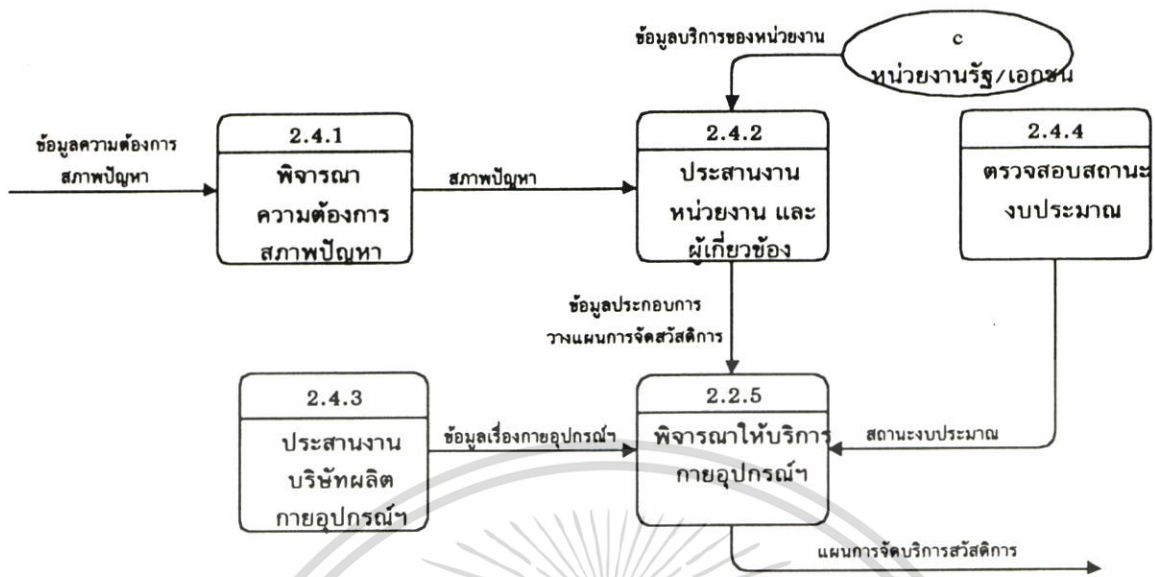 ข้อมูลบริการของหน่วยงาน
c
หน่วยงานรัฐ/เอกชน
ข้อมูลความต้องการ
สภาพปัญหา
2.4.1
พิจารณา
ความต้องการ
สภาพปัญหา
สภาพปัญหา
2.4.2
ประสานงาน
หน่วยงาน และ
ผู้เกี่ยวข้อง
2.4.4
ตรวจสอบสถานะ
งบประมาณ
ข้อมูลประกอบการ
วางแผนการจัดสวัสดิการ
2.4.3
ประสานงาน
บริษัทผลิต
กายอุปกรณ์ฯ
ข้อมูลเรื่องกายอุปกรณ์ฯ
2.2.5
พิจารณาให้บริการ
กายอุปกรณ์ฯ
สถานะงบประมาณ
แผนการจัดบริการสวัสดิการ